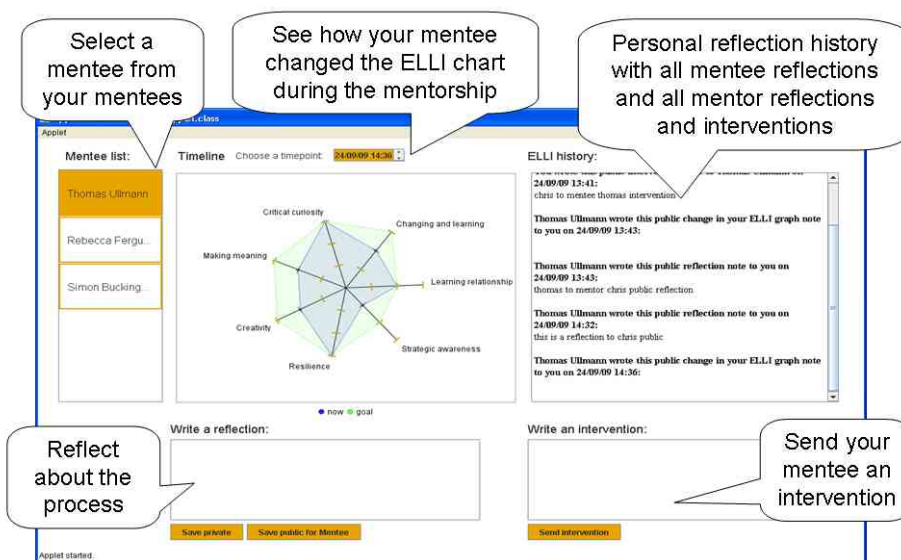 Select a
mentee from
your mentees
See how your mentee
changed the ELLI chart
during the mentorship
Personal reflection history
with all mentee reflections
and all mentor reflections
and interventions
Applet
Mentee list:
Thomas Ullmann
Rebecca Fergu...
Simon Bucking...
Timeline
Choose a timepoint:
24/09/09 14:36
Critical curiosity
Changing and learning
Making meaning
Learning relationship
Creativity
Strategic awareness
Resilience
now
goal
ELLI history:
24/09/09 13:41:
chris to mentee thomas intervention
Thomas Ullmann wrote this public change in your ELLI graph note
to you on 24/09/09 13:43:
Thomas Ullmann wrote this public reflection note to you on
24/09/09 13:43:
thomas to mentor chris public reflection
Thomas Ullmann wrote this public reflection note to you on
24/09/09 14:32:
this is a reflection to chris public
Thomas Ullmann wrote this public change in your ELLI graph note
to you on 24/09/09 14:36:
Reflect
about the
process
Write a reflection:
Save private
Save public for Mentee
Write an intervention:
Send intervention
Send your
mentee an
intervention
Applet started.